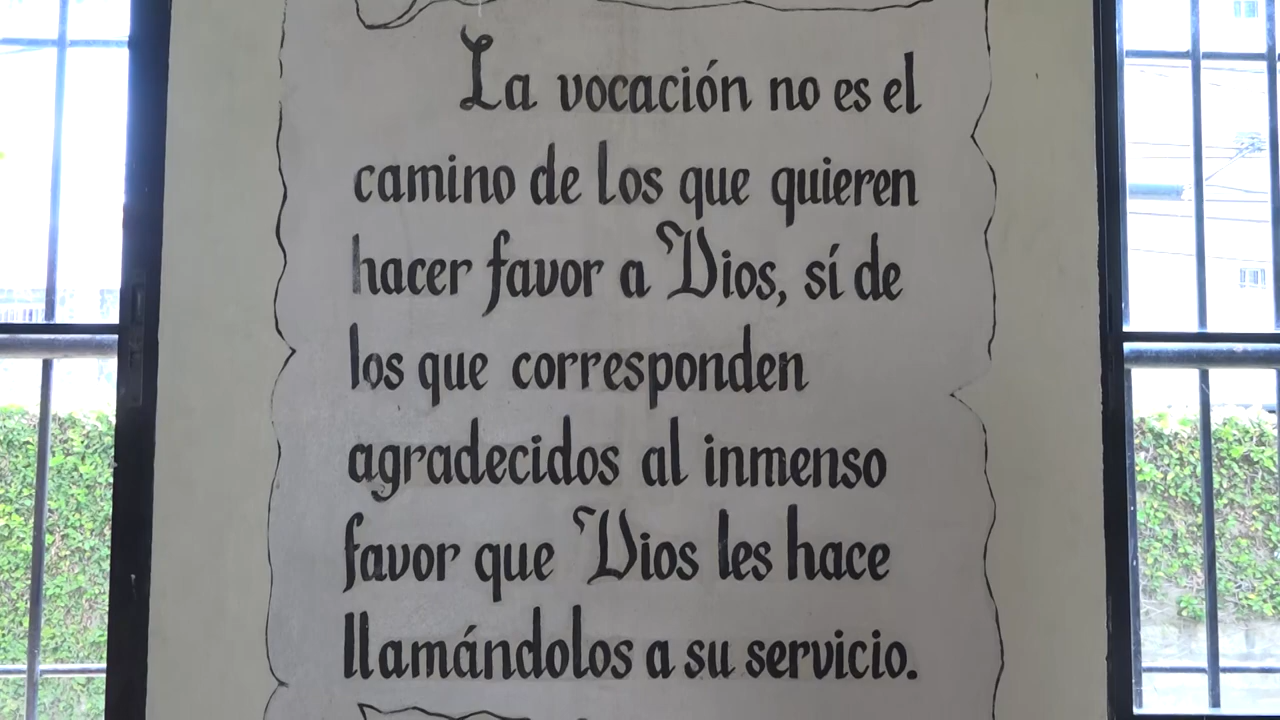 La vocación no es el
camino de los que quieren
hacer favor a Dios, sí de
los que corresponden
agradecidos al inmenso
favor que Dios les hace
llamándolos a su servicio.